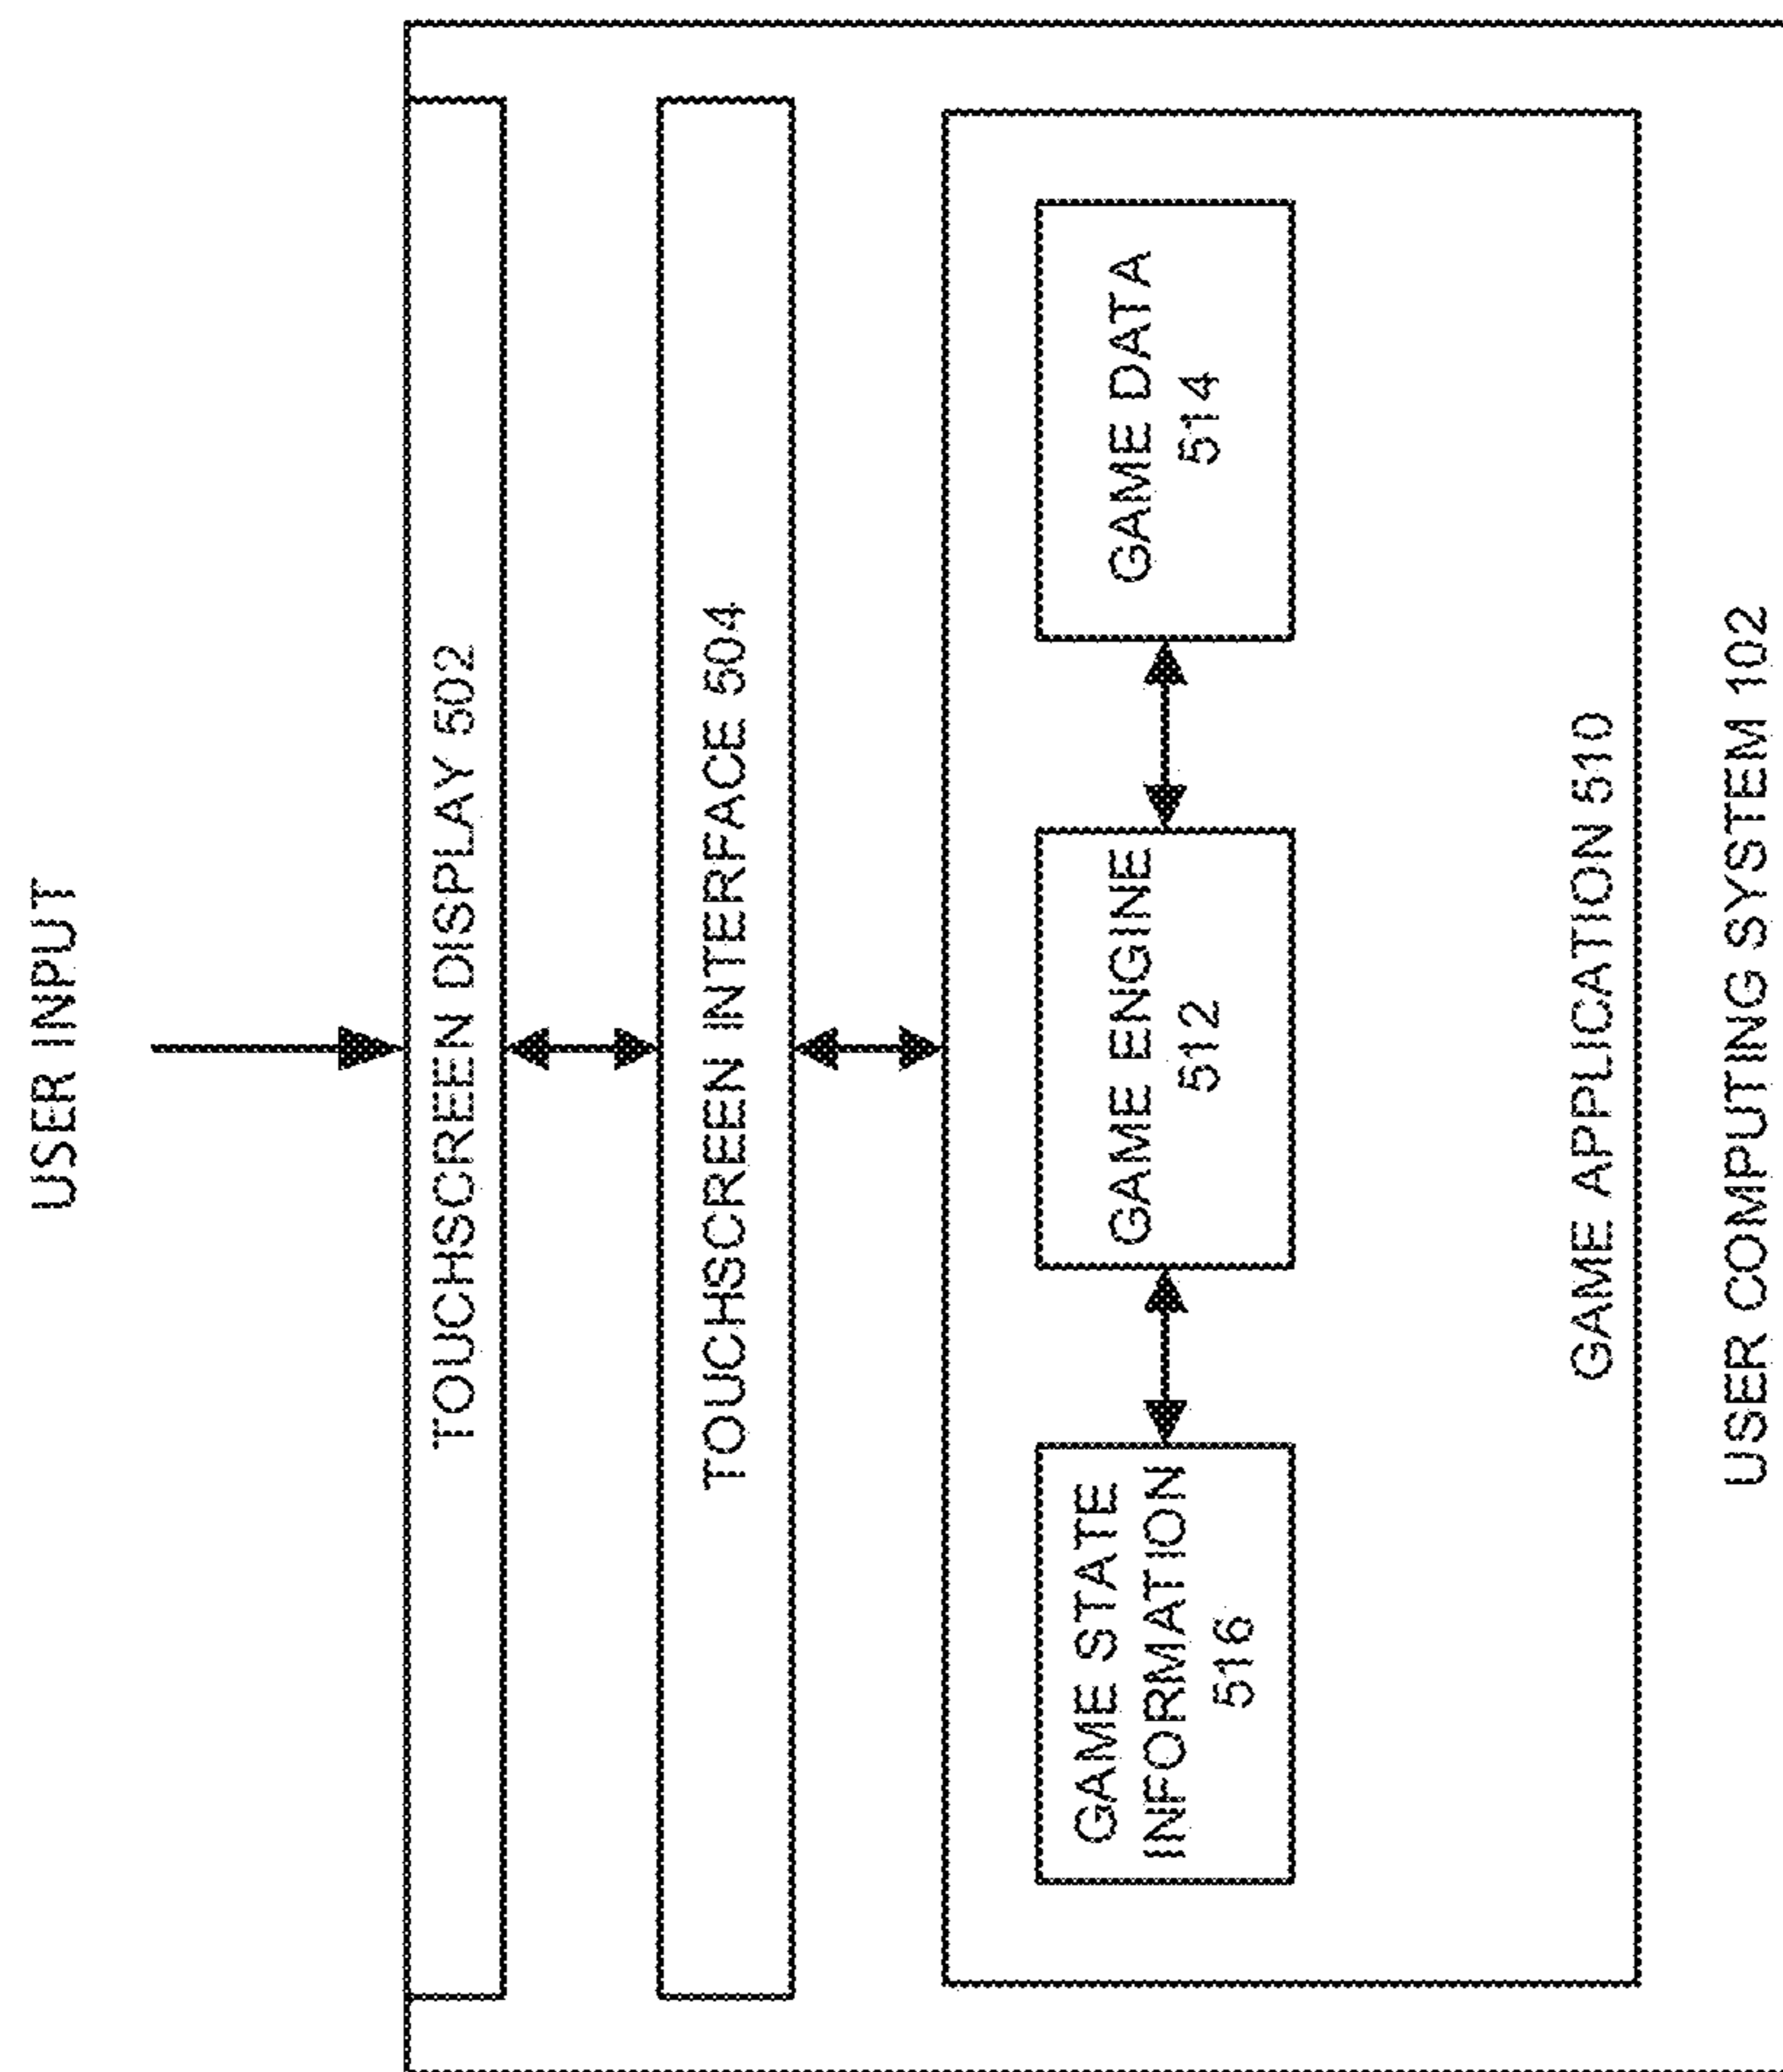 USER INPUT
TOUCHSCREEN DISPLAY 502
TOUCHSCREEN INTERFACE 504
GAME STATE
INFORMATION
516
GAME ENGINE
512
GAME DATA
514
GAME APPLICATION 510
USER COMPUTING SYSTEM 102